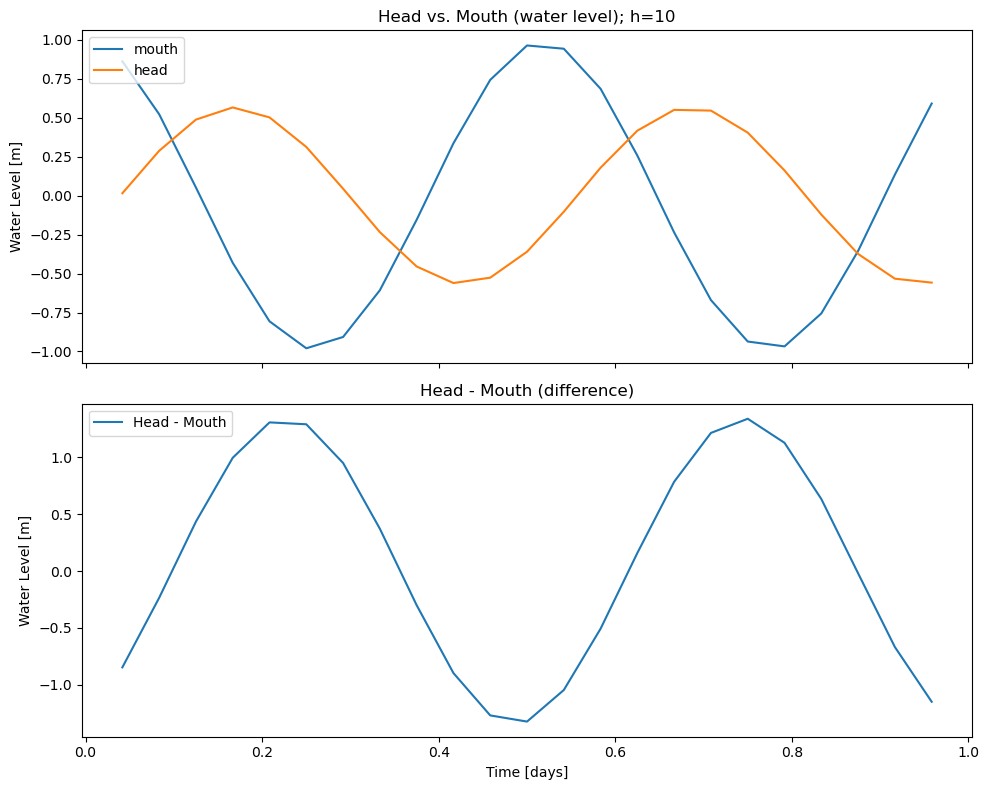 Head vs. Mouth (water level); h=10
mouth
head
1.00
0.75
0.50
0.25
0.00
−0.25
−0.50
−0.75
−1.00
Water Level [m]
Head - Mouth (difference)
Head - Mouth
1.0
0.5
0.0
−0.5
−1.0
Water Level [m]
0.0 0.2 0.4 0.6 0.8 1.0
Time [days]